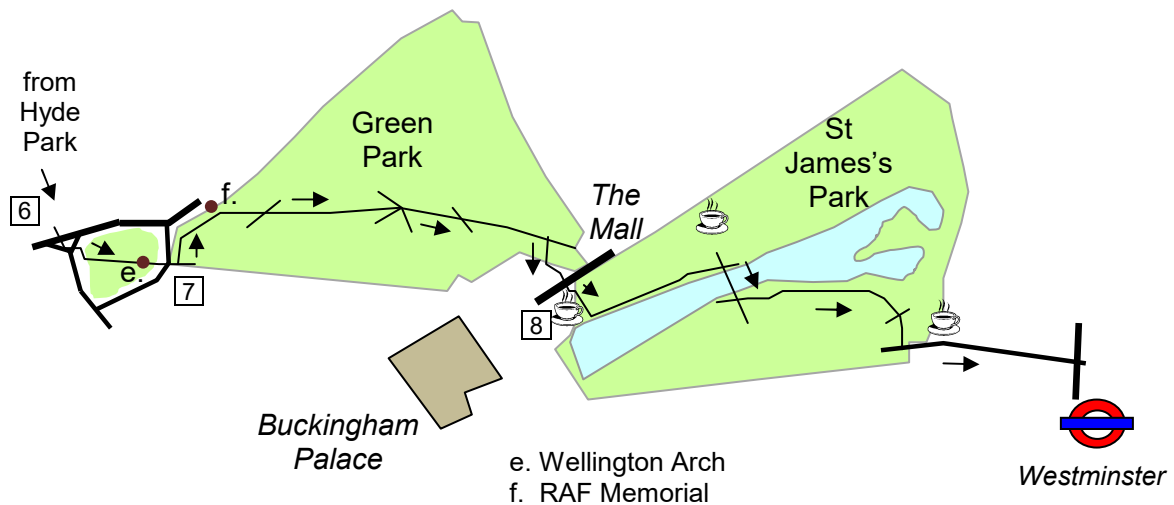 from
Hyde
Park
6
e.
7
f.
Green
Park
The
Mall
8
St
James’s
Park
Buckingham
Palace
Westminster
e. Wellington Arch
f. RAF Memorial